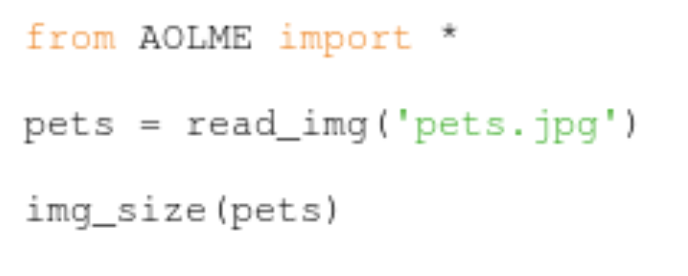 from AOLME import *
pets = read_img('pets.jpg')
img_size(pets)